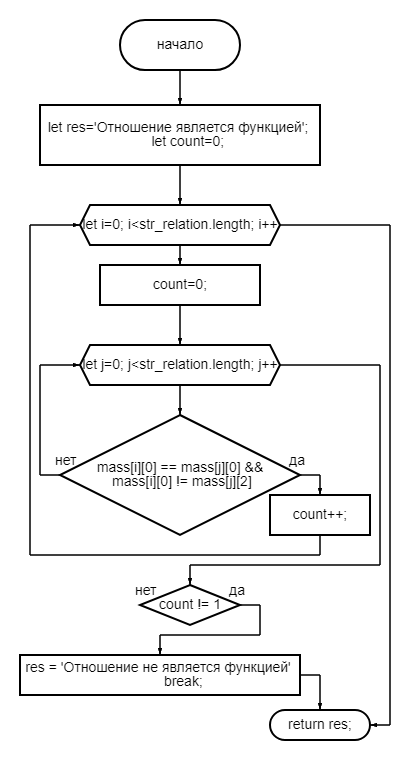 начало
let res='Отношение является функцией';
let count=0;
let i=0; i<str_relation.length; i++
count=0;
let j=0; j<str_relation.length; j++
нет
mass[i][0] == mass[j][0] &&
mass[i][0] != mass[j][2]
да
count++;
нет
count != 1
да
res = 'Отношение не является функцией'
break;
return res;